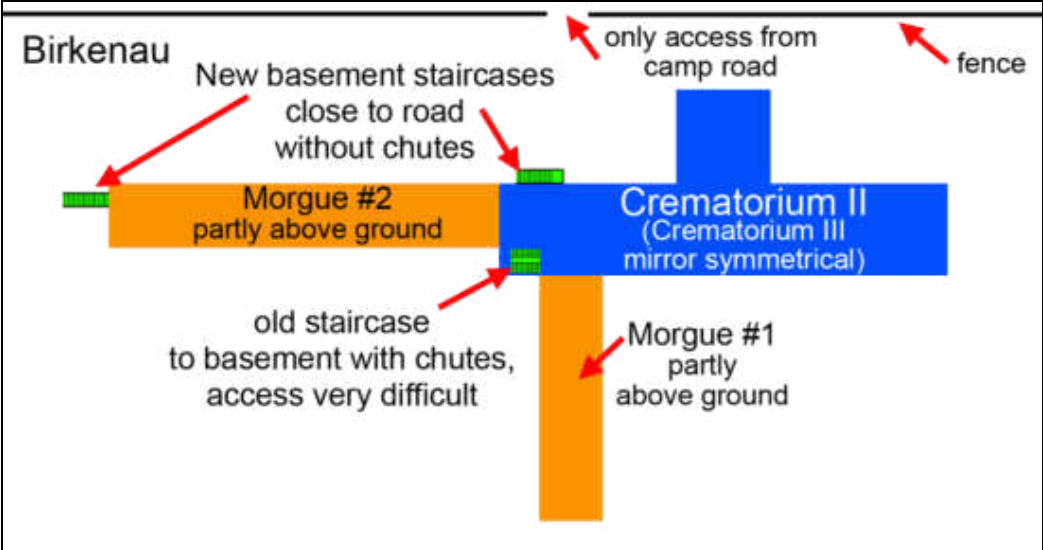 Birkenau
only access from
camp road
fence
New basement staircases
close to road
without chutes
Morgue #2
partly above ground
Crematorium II
(Crematorium III
mirror symmetrical)
old staircase
to basement with chutes,
access very difficult
Morgue #1
partly
above ground